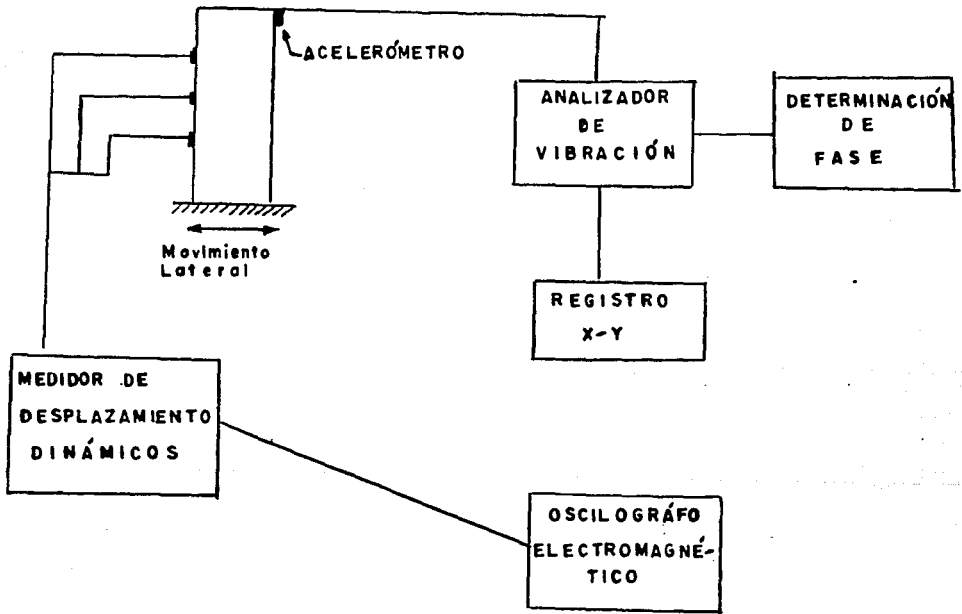 ACELERÓMETRO
ANALIZADOR
DE
VIBRACIÓN
DETERMINACIÓN
DE
FASE
Movimiento
Lateral
REGISTRO
X-Y
MEDIDOR DE
DESPLAZAMIENTO
DINÁMICOS
OSCILOGRÁFO
ELECTROMAGNÉ-
TICO